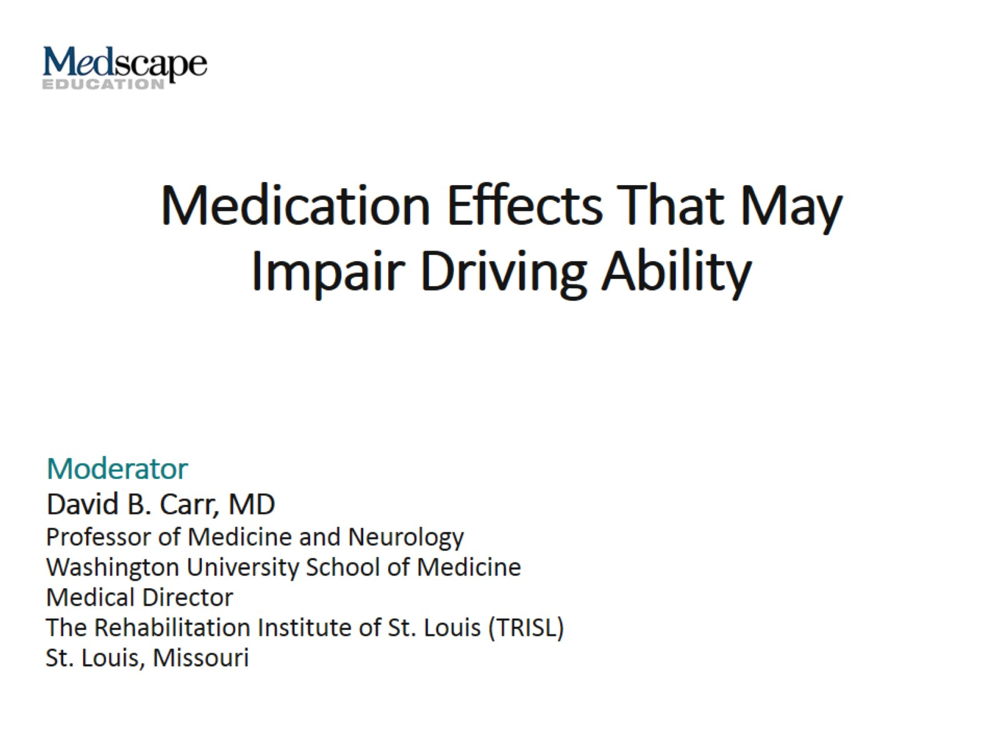 Medscape
EDUCATION
Medication Effects That May
Impair Driving Ability
Moderator
David B. Carr, MD
Professor of Medicine and Neurology
Washington University School of Medicine
Medical Director
The Rehabilitation Institute of St. Louis (TRISL)
St. Louis, Missouri